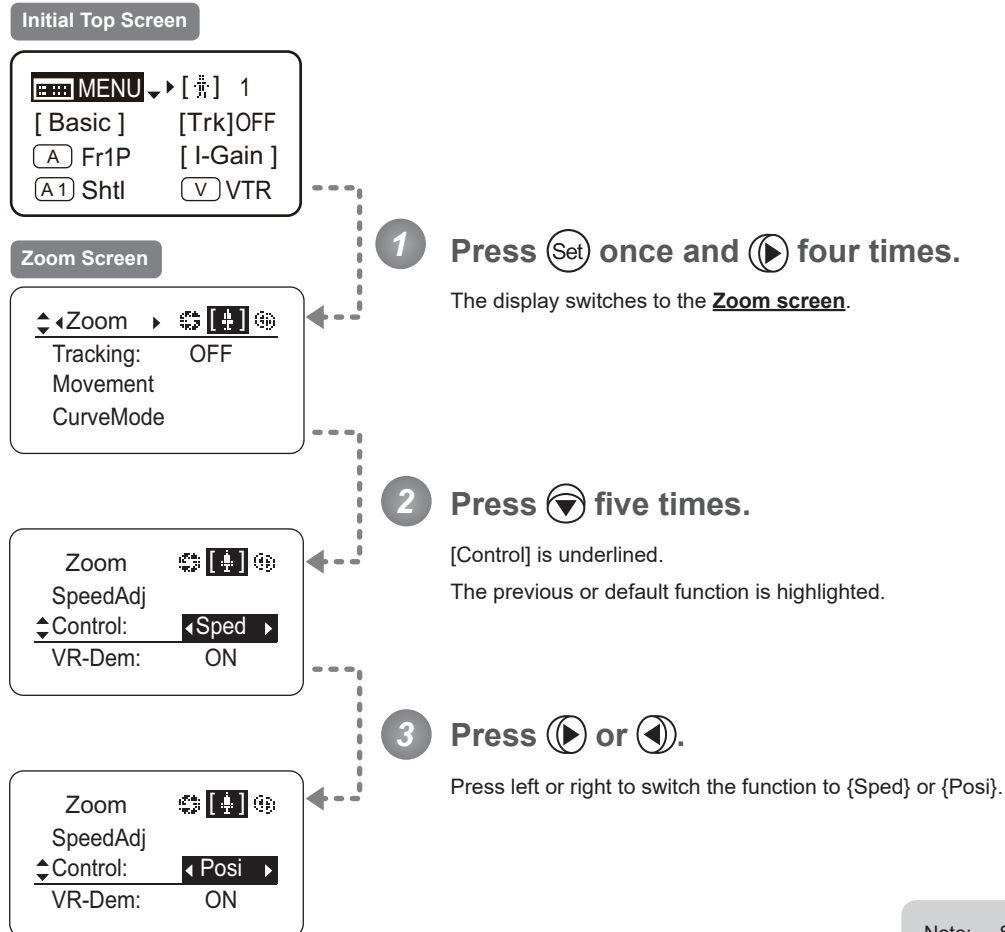 Initial Top Screen
MENU [ ] 1
[ Basic ] [Trk]OFF
A Fr1P [ I-Gain ]
A1 Shtl V VTR
1 Press Set once and four times.
The display switches to the Zoom screen.
Zoom Screen
Zoom
Tracking: OFF
Movement
CurveMode
2 Press five times.
[Control] is underlined.
The previous or default function is highlighted.
Zoom
SpeedAdj
Control: Sped
VR-Dem: ON
3 Press or .
Press left or right to switch the function to {Sped} or {Posi}.
Zoom
SpeedAdj
Control: Posi
VR-Dem: ON